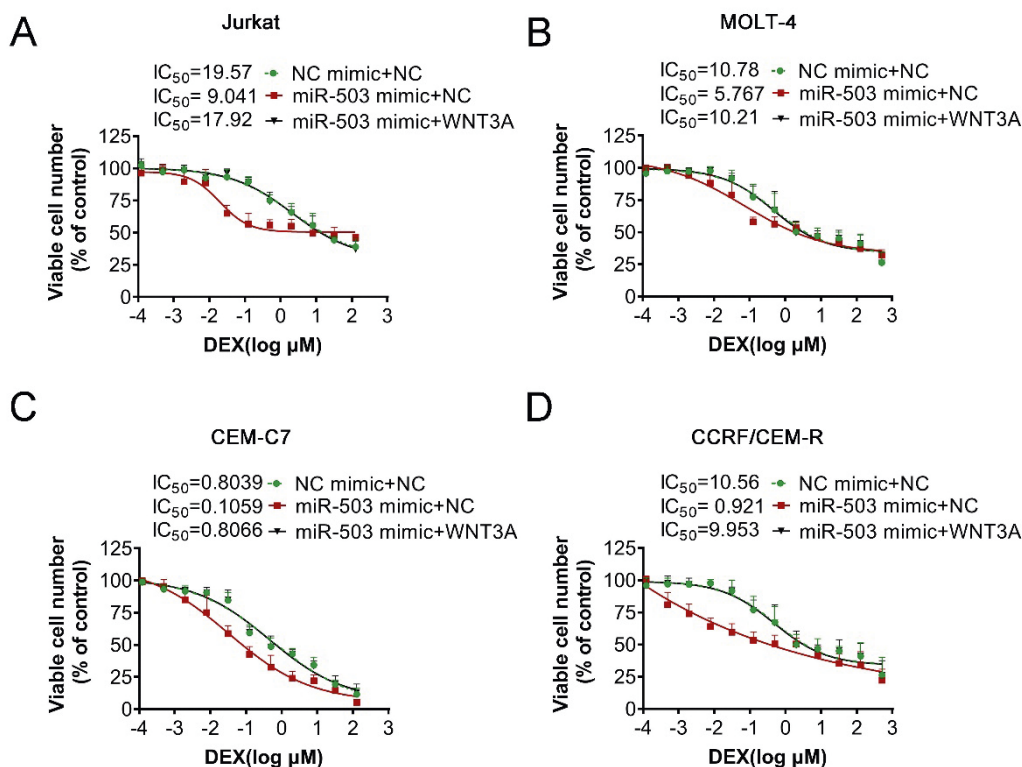 A
Jurkat
IC50=19.57 NC mimic+NC
IC50= 9.041 miR-503 mimic+NC
IC50=17.92 miR-503 mimic+WNT3A
Viable cell number
(% of control)
125
100
75
50
25
0
-4 -3 -2 -1 0 1 2 3
DEX(log μM)
B
MOLT-4
IC50=10.78 NC mimic+NC
IC50= 5.767 miR-503 mimic+NC
IC50=10.21 miR-503 mimic+WNT3A
Viable cell number
(% of control)
125
100
75
50
25
0
-4 -3 -2 -1 0 1 2 3
DEX(log μM)
C
CEM-C7
IC50=0.8039 NC mimic+NC
IC50=0.1059 miR-503 mimic+NC
IC50=0.8066 miR-503 mimic+WNT3A
Viable cell number
(% of control)
125
100
75
50
25
0
-4 -3 -2 -1 0 1 2 3
DEX(log μM)
D
CCRF/CEM-R
IC50=10.56 NC mimic+NC
IC50= 0.921 miR-503 mimic+NC
IC50=9.953 miR-503 mimic+WNT3A
Viable cell number
(% of control)
125
100
75
50
25
0
-4 -3 -2 -1 0 1 2 3
DEX(log μM)